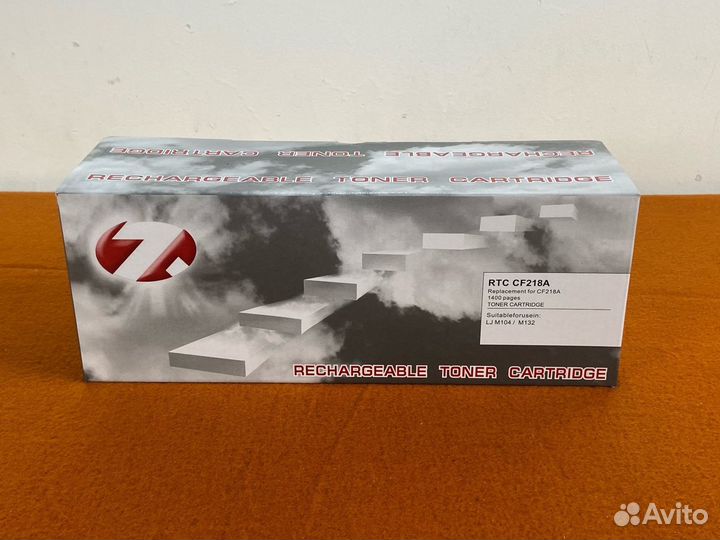 RECHARGEABLE TONER CARTRIDGE
RECHARGEABLE TONER CARTRIDGE
RTC CF218A
Replacement for CF218A
1400 pages
TONER CARTRIDGE
Suitableforusein:
LJ M104 / M132
RECHARGEABLE TONER CARTRIDGE
Avito